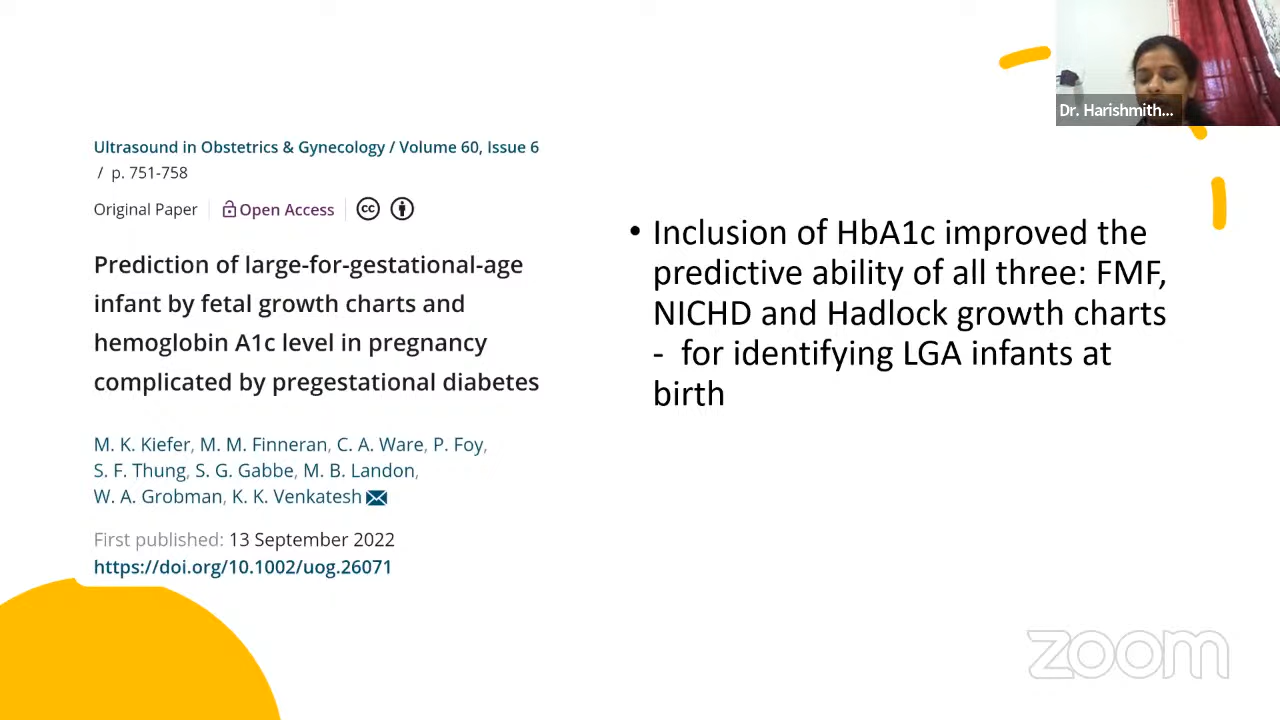 Dr. Harishmith...
Ultrasound in Obstetrics & Gynecology / Volume 60, Issue 6
/ p. 751-758
Original Paper Open Access cc
Prediction of large-for-gestational-age
infant by fetal growth charts and
hemoglobin A1c level in pregnancy
complicated by pregestational diabetes
M. K. Kiefer, M. M. Finneran, C. A. Ware, P. Foy,
S. F. Thung, S. G. Gabbe, M. B. Landon,
W. A. Grobman, K. K. Venkatesh
First published: 13 September 2022
https://doi.org/10.1002/uog.26071
• Inclusion of HbA1c improved the
predictive ability of all three: FMF,
NICHD and Hadlock growth charts
- for identifying LGA infants at
birth
zoom